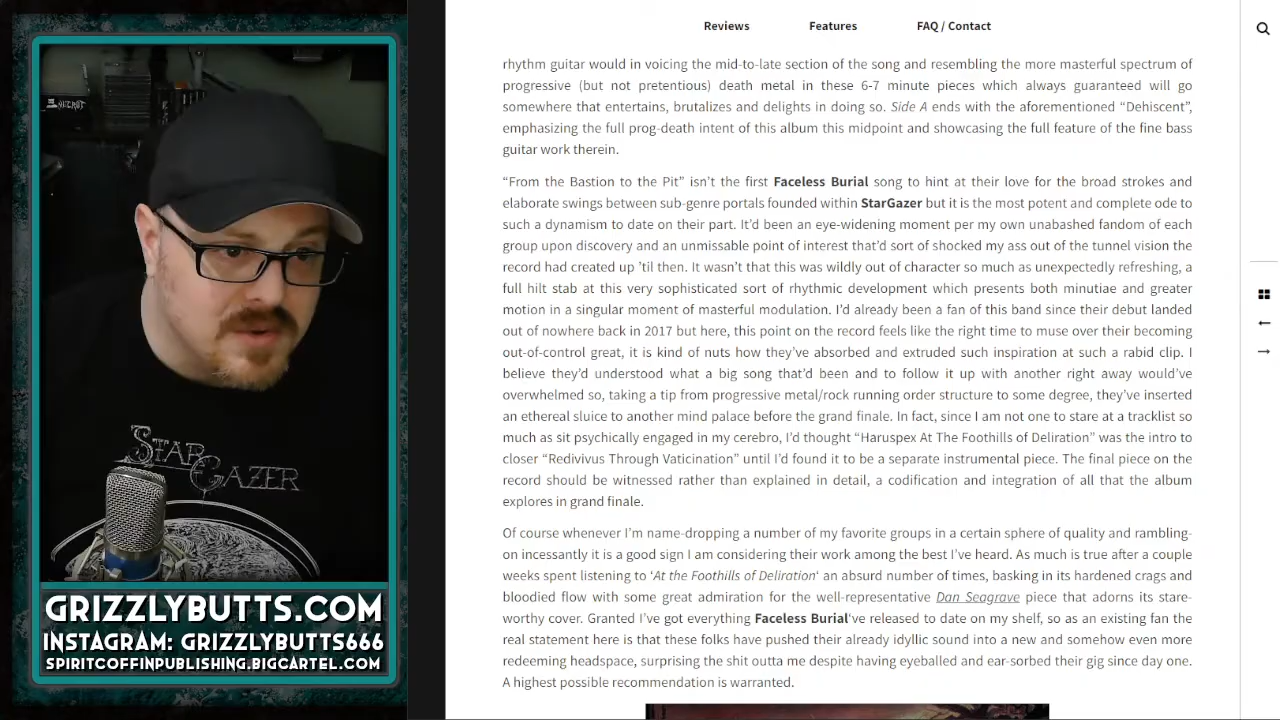 Reviews Features FAQ / Contact
rhythm guitar would in voicing the mid-to-late section of the song and resembling the more masterful spectrum of
progressive (but not pretentious) death metal in these 6-7 minute pieces which always guaranteed will go
somewhere that entertains, brutalizes and delights in doing so. Side A ends with the aforementioned “Dehiscent”,
emphasizing the full prog-death intent of this album this midpoint and showcasing the full feature of the fine bass
guitar work therein.
“From the Bastion to the Pit” isn’t the first Faceless Burial song to hint at their love for the broad strokes and
elaborate swings between sub-genre portals founded within StarGazer but it is the most potent and complete ode to
such a dynamism to date on their part. It’d been an eye-widening moment per my own unabashed fandom of each
group upon discovery and an unmissable point of interest that’d sort of shocked my ass out of the tunnel vision the
record had created up ’til then. It wasn’t that this was wildly out of character so much as unexpectedly refreshing, a
full hilt stab at this very sophisticated sort of rhythmic development which presents both minutae and greater
motion in a singular moment of masterful modulation. I’d already been a fan of this band since their debut landed
out of nowhere back in 2017 but here, this point on the record feels like the right time to muse over their becoming
out-of-control great, it is kind of nuts how they’ve absorbed and extruded such inspiration at such a rabid clip. I
believe they’d understood what a big song that’d been and to follow it up with another right away would’ve
overwhelmed so, taking a tip from progressive metal/rock running order structure to some degree, they’ve inserted
an ethereal sluice to another mind palace before the grand finale. In fact, since I am not one to stare at a tracklist so
much as sit psychically engaged in my cerebro, I’d thought “Haruspex At The Foothills of Deliration” was the intro to
closer “Redivivus Through Vaticination” until I’d found it to be a separate instrumental piece. The final piece on the
record should be witnessed rather than explained in detail, a codification and integration of all that the album
explores in grand finale.
Of course whenever I’m name-dropping a number of my favorite groups in a certain sphere of quality and rambling-
on incessantly it is a good sign I am considering their work among the best I’ve heard. As much is true after a couple
weeks spent listening to ‘At the Foothills of Deliration‘ an absurd number of times, basking in its hardened crags and
bloodied flow with some great admiration for the well-representative Dan Seagrave piece that adorns its stare-
worthy cover. Granted I’ve got everything Faceless Burial‘ve released to date on my shelf, so as an existing fan the
real statement here is that these folks have pushed their already idyllic sound into a new and somehow even more
redeeming headspace, surprising the shit outta me despite having eyeballed and ear-sorbed their gig since day one.
A highest possible recommendation is warranted.
STARGAZER
GRIZZLYBUTTS.COM
INSTAGRAM: GRIZZLYBUTTS666
SPIRITCOFFINPUBLISHING.BIGCARTEL.COM